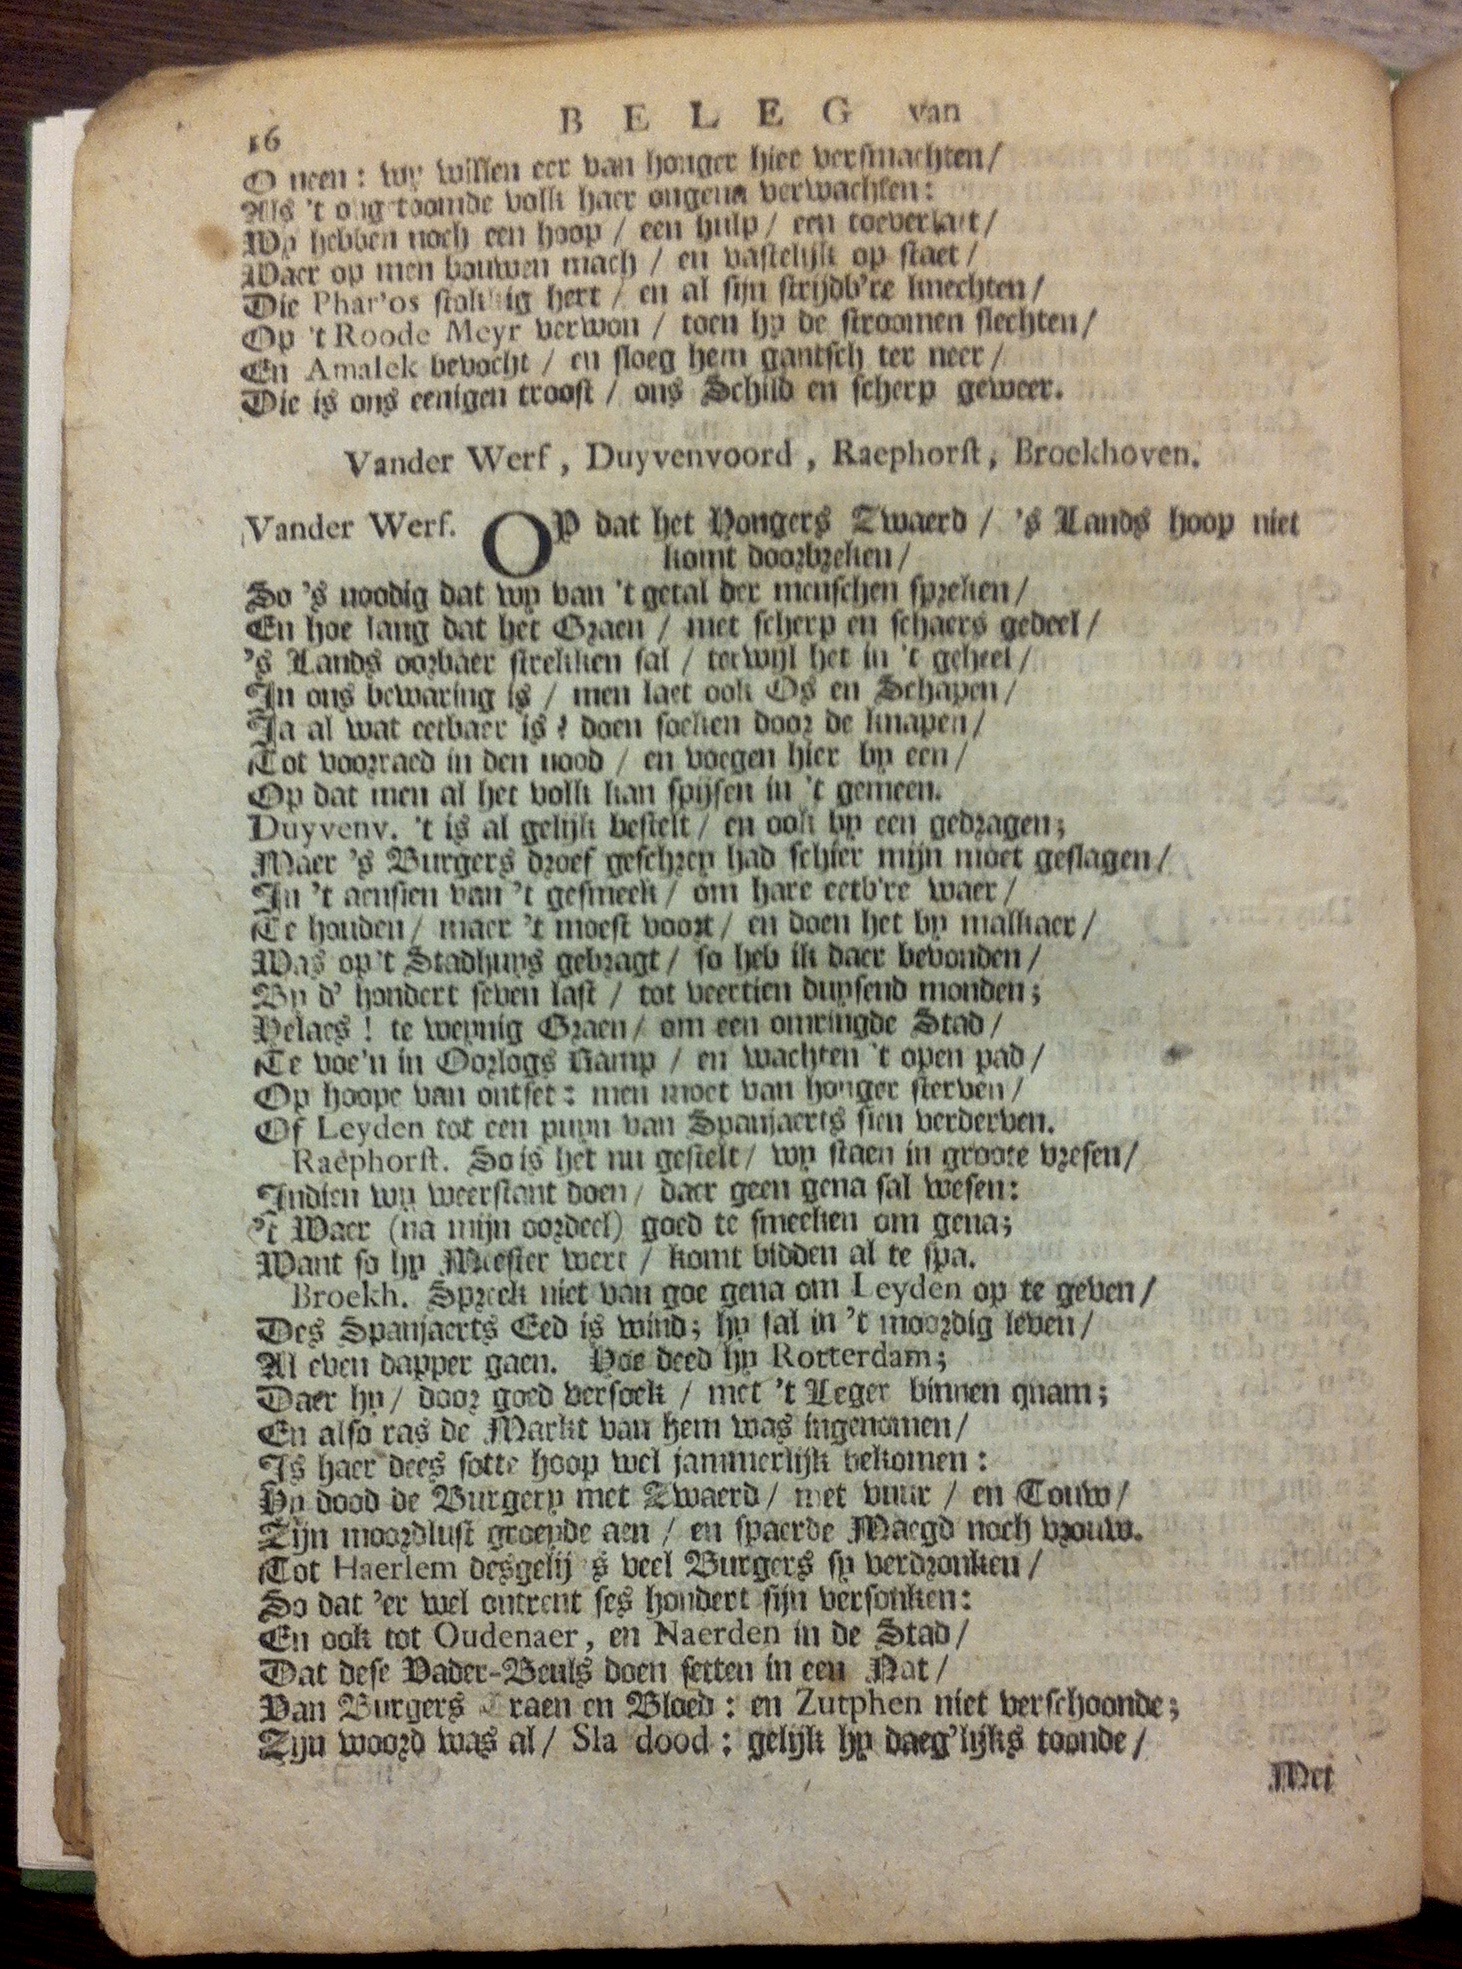 16
BELEG van
O neen: wy willen eer van honger hier versmachten/
Als 't ongetoomde volk haer ongena verwachten:
Wy hebben noch een hoop / een hulp / een toeverlaet/
Waer op men bouwen mach / en vastelijk op staet /
Die Phar'os stokkig hert / en al sijn strijdb're knechten/
Op 't Roode Meyr verwon / toen hy de stroomen slechten/
En Amalek bevocht / en sloeg hem gantsch ter neer /
Die is ons eenigen troost / ons Schild en scherp geweer.
Vander Werf, Duyvenvoord, Raephorst, Broekhoven.
Vander Werf. OP dat het Hongers Zwaerd / 's Lands hoop niet
komt doorbreken/
So 's noodig dat wy van 't getal der menschen spreken/
En hoe lang dat het Graen / met scherp en schaers gedeel/
's Lands oorbaer strekken sal / terwijl het in 't geheel/
In ons bewaring is / men laet ook Os en Schapen/
Ja al wat eetbaer is / doen soeken door de knapen/
Tot voorraed in den nood / en voegen hier by een/
Op dat men al het volk kan spijsen in 't gemeen.
Duyvenv. 't is al gelijk bestelt/ en ook by een gedragen;
Maer 's Burgers droef geschrey had schier mijn moet geslagen/
In 't aensien van 't gesmeek/ om hare eetb're waer/
Te houden/ maer 't moest voort/ en doen het by malkaer/
Was op't Stadhuys gebragt/ so heb ik daer bevonden/
By d' hondert seven last / tot veertien duysend monden;
Helaes! te weynig Graen/ om een omringde Stad/
Te voe'n in Oorlogs Kamp / en wachten 't open pad/
Op hoope van ontset: men moet van honger sterven/
Of Leyden tot een puyn van Spanjaerts sien verderven.
Raephorst. So is het nu gestelt/ wy staen in groote vresen/
Indien wy weerstant doen/ daer geen gena sal wesen:
't Waer (na mijn oordeel) goed te smeeken om gena;
Want so hy Meester wert / komt bidden al te spa.
Broekh. Spreek niet van goe gena om Leyden op te geven/
Des Spanjaerts Eed is wind; hy sal in 't moordig leven/
Al even dapper gaen. Hoe deed hy Rotterdam;
Daer hy/ door goed versoek / met 't Leger binnen quam;
En also ras de Markt van hem was ingenomen/
Is haer dees sotte hoop wel jammerlijk bekomen:
Hy dood de Burgery met Zwaerd/ met vuur / en Touw/
Zijn moordlust groeyde aen / en spaerde Maegd noch vrouw.
Tot Haerlem desgelij s veel Burgers sy verdronken/
So dat 'er wel ontrent ses hondert sijn versonken:
En ook tot Oudenaer, en Naerden in de Stad/
Dat dese Vader-Beuls doen setten in een Nat/
Van Burgers Traen en Bloed: en Zutphen niet verschoonde;
Zijn woord was al/ Sla dood: gelijk hy daeg'lijks toonde/
Met